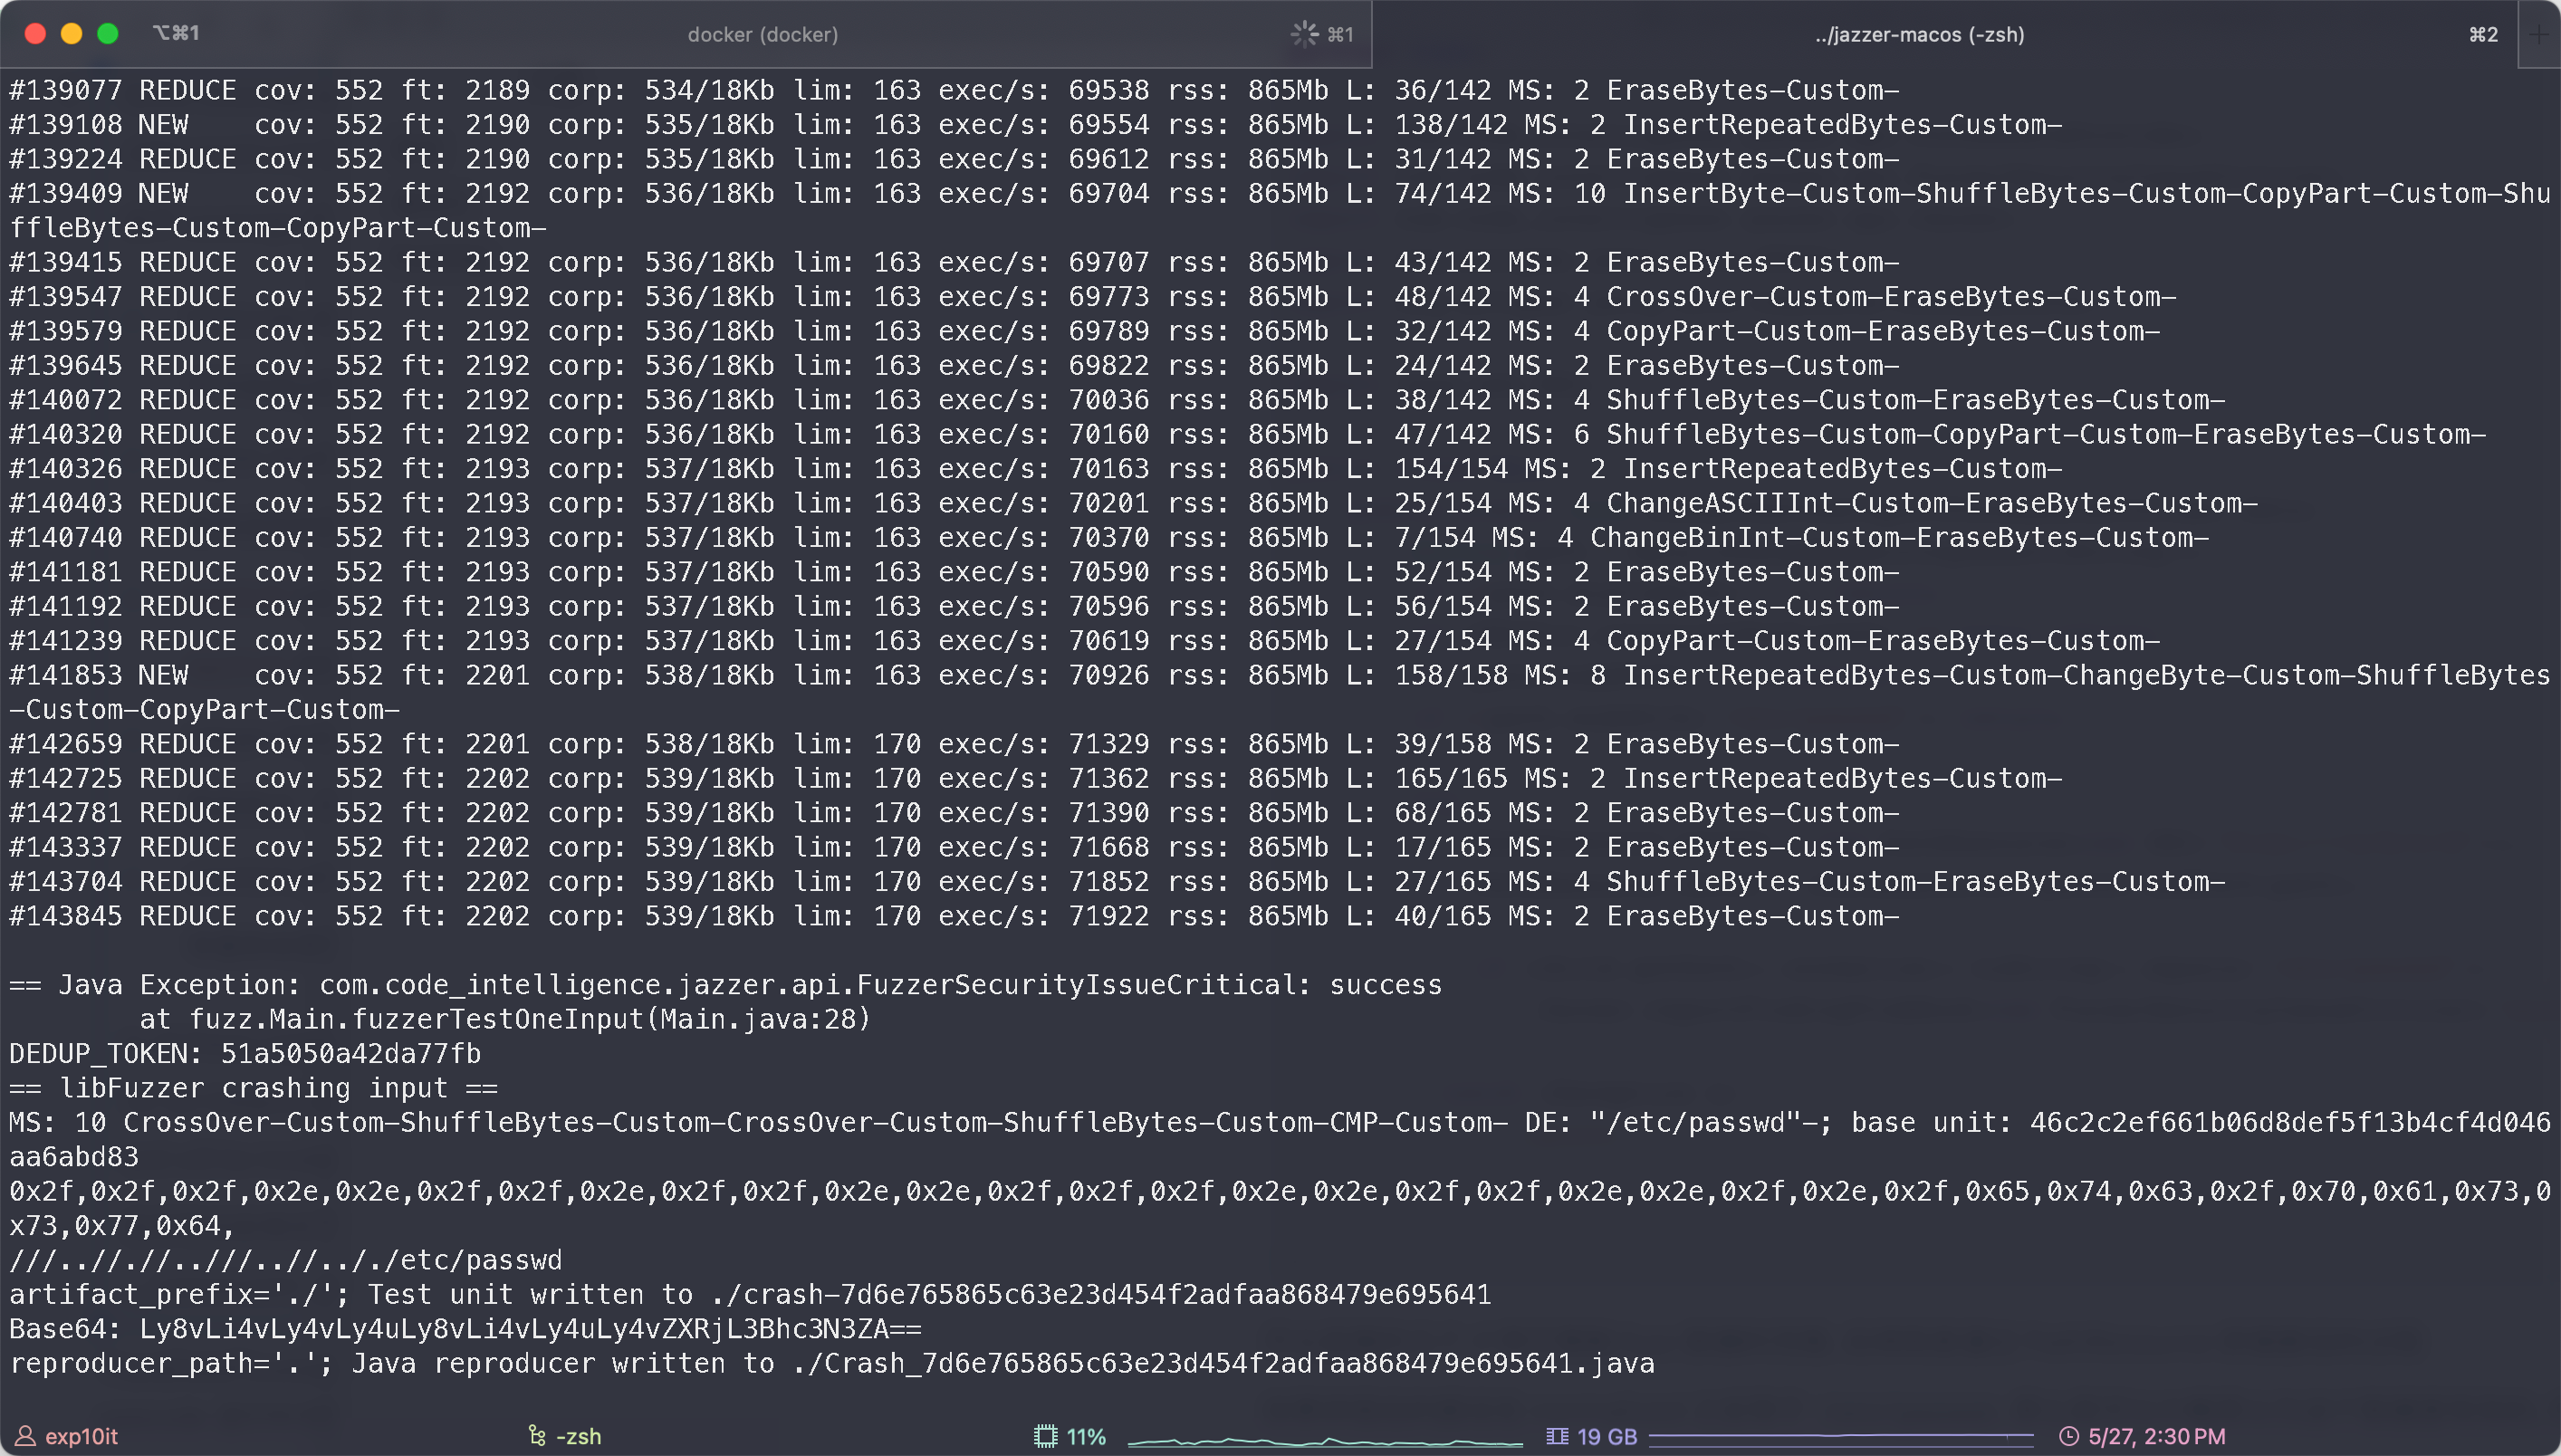 ⌥⌘1 docker (docker) ⌘1 ../jazzer-macos (-zsh) ⌘2 +
#139077 REDUCE cov: 552 ft: 2189 corp: 534/18Kb lim: 163 exec/s: 69538 rss: 865Mb L: 36/142 MS: 2 EraseBytes-Custom-
#139108 NEW    cov: 552 ft: 2190 corp: 535/18Kb lim: 163 exec/s: 69554 rss: 865Mb L: 138/142 MS: 2 InsertRepeatedBytes-Custom-
#139224 REDUCE cov: 552 ft: 2190 corp: 535/18Kb lim: 163 exec/s: 69612 rss: 865Mb L: 31/142 MS: 2 EraseBytes-Custom-
#139409 NEW    cov: 552 ft: 2192 corp: 536/18Kb lim: 163 exec/s: 69704 rss: 865Mb L: 74/142 MS: 10 InsertByte-Custom-ShuffleBytes-Custom-CopyPart-Custom-Shu
ffleBytes-Custom-CopyPart-Custom-
#139415 REDUCE cov: 552 ft: 2192 corp: 536/18Kb lim: 163 exec/s: 69707 rss: 865Mb L: 43/142 MS: 2 EraseBytes-Custom-
#139547 REDUCE cov: 552 ft: 2192 corp: 536/18Kb lim: 163 exec/s: 69773 rss: 865Mb L: 48/142 MS: 4 CrossOver-Custom-EraseBytes-Custom-
#139579 REDUCE cov: 552 ft: 2192 corp: 536/18Kb lim: 163 exec/s: 69789 rss: 865Mb L: 32/142 MS: 4 CopyPart-Custom-EraseBytes-Custom-
#139645 REDUCE cov: 552 ft: 2192 corp: 536/18Kb lim: 163 exec/s: 69822 rss: 865Mb L: 24/142 MS: 2 EraseBytes-Custom-
#140072 REDUCE cov: 552 ft: 2192 corp: 536/18Kb lim: 163 exec/s: 70036 rss: 865Mb L: 38/142 MS: 4 ShuffleBytes-Custom-EraseBytes-Custom-
#140320 REDUCE cov: 552 ft: 2192 corp: 536/18Kb lim: 163 exec/s: 70160 rss: 865Mb L: 47/142 MS: 6 ShuffleBytes-Custom-CopyPart-Custom-EraseBytes-Custom-
#140326 REDUCE cov: 552 ft: 2193 corp: 537/18Kb lim: 163 exec/s: 70163 rss: 865Mb L: 154/154 MS: 2 InsertRepeatedBytes-Custom-
#140403 REDUCE cov: 552 ft: 2193 corp: 537/18Kb lim: 163 exec/s: 70201 rss: 865Mb L: 25/154 MS: 4 ChangeASCIIInt-Custom-EraseBytes-Custom-
#140740 REDUCE cov: 552 ft: 2193 corp: 537/18Kb lim: 163 exec/s: 70370 rss: 865Mb L: 7/154 MS: 4 ChangeBinInt-Custom-EraseBytes-Custom-
#141181 REDUCE cov: 552 ft: 2193 corp: 537/18Kb lim: 163 exec/s: 70590 rss: 865Mb L: 52/154 MS: 2 EraseBytes-Custom-
#141192 REDUCE cov: 552 ft: 2193 corp: 537/18Kb lim: 163 exec/s: 70596 rss: 865Mb L: 56/154 MS: 2 EraseBytes-Custom-
#141239 REDUCE cov: 552 ft: 2193 corp: 537/18Kb lim: 163 exec/s: 70619 rss: 865Mb L: 27/154 MS: 4 CopyPart-Custom-EraseBytes-Custom-
#141853 NEW    cov: 552 ft: 2201 corp: 538/18Kb lim: 163 exec/s: 70926 rss: 865Mb L: 158/158 MS: 8 InsertRepeatedBytes-Custom-ChangeByte-Custom-ShuffleBytes
-Custom-CopyPart-Custom-
#142659 REDUCE cov: 552 ft: 2201 corp: 538/18Kb lim: 170 exec/s: 71329 rss: 865Mb L: 39/158 MS: 2 EraseBytes-Custom-
#142725 REDUCE cov: 552 ft: 2202 corp: 539/18Kb lim: 170 exec/s: 71362 rss: 865Mb L: 165/165 MS: 2 InsertRepeatedBytes-Custom-
#142781 REDUCE cov: 552 ft: 2202 corp: 539/18Kb lim: 170 exec/s: 71390 rss: 865Mb L: 68/165 MS: 2 EraseBytes-Custom-
#143337 REDUCE cov: 552 ft: 2202 corp: 539/18Kb lim: 170 exec/s: 71668 rss: 865Mb L: 17/165 MS: 2 EraseBytes-Custom-
#143704 REDUCE cov: 552 ft: 2202 corp: 539/18Kb lim: 170 exec/s: 71852 rss: 865Mb L: 27/165 MS: 4 ShuffleBytes-Custom-EraseBytes-Custom-
#143845 REDUCE cov: 552 ft: 2202 corp: 539/18Kb lim: 170 exec/s: 71922 rss: 865Mb L: 40/165 MS: 2 EraseBytes-Custom-
== Java Exception: com.code_intelligence.jazzer.api.FuzzerSecurityIssueCritical: success
        at fuzz.Main.fuzzerTestOneInput(Main.java:28)
DEDUP_TOKEN: 51a5050a42da77fb
== libFuzzer crashing input ==
MS: 10 CrossOver-Custom-ShuffleBytes-Custom-CrossOver-Custom-ShuffleBytes-Custom-CMP-Custom- DE: "/etc/passwd"-; base unit: 46c2c2ef661b06d8def5f13b4cf4d046
aa6abd83
0x2f,0x2f,0x2f,0x2e,0x2e,0x2f,0x2f,0x2e,0x2f,0x2f,0x2e,0x2e,0x2f,0x2f,0x2f,0x2e,0x2e,0x2f,0x2f,0x2e,0x2e,0x2f,0x2e,0x2f,0x65,0x74,0x63,0x2f,0x70,0x61,0x73,0
x73,0x77,0x64,
///..//.//..///..//.././etc/passwd
artifact_prefix='./'; Test unit written to ./crash-7d6e765865c63e23d454f2adfaa868479e695641
Base64: Ly8vLi4vLy4vLy4uLy8vLi4vLy4uLy4vZXRjL3Bhc3N3ZA==
reproducer_path='.'; Java reproducer written to ./Crash_7d6e765865c63e23d454f2adfaa868479e695641.java
exp10it -zsh 11% 19 GB 5/27, 2:30 PM